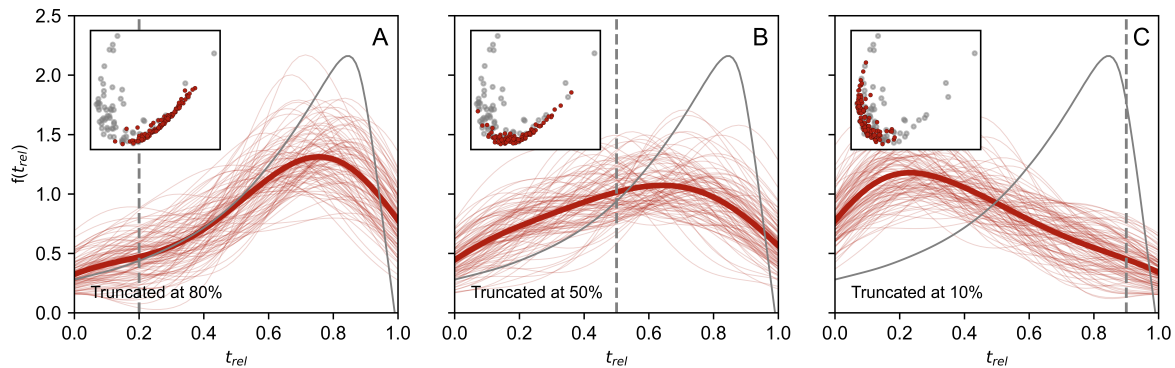 2.5
2.0
1.5
1.0
0.5
0.0
f(t_rel)
A
Truncated at 80%
0.0 0.2 0.4 0.6 0.8 1.0
t_rel
B
Truncated at 50%
0.0 0.2 0.4 0.6 0.8 1.0
t_rel
C
Truncated at 10%
0.0 0.2 0.4 0.6 0.8 1.0
t_rel